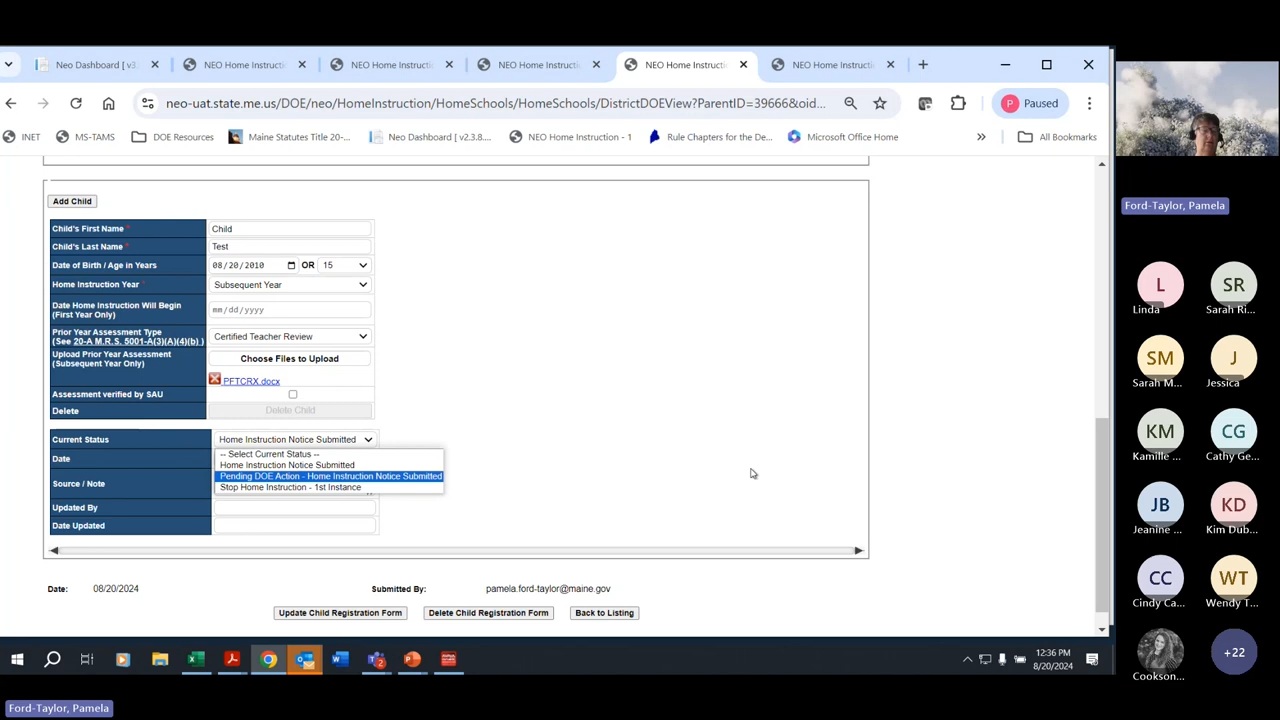 Neo Dashboard [ v3
NEO Home Instructi
NEO Home Instructi
NEO Home Instructi
NEO Home Instructi
NEO Home Instructi
neo-uat.state.me.us/DOE/neo/HomeInstruction/HomeSchools/HomeSchools/DistrictDOEView?ParentID=39666&oid...
P
Paused
INET
MS-TAMS
DOE Resources
Maine Statutes Title 20-...
Neo Dashboard [ v2.3.8....
NEO Home Instruction - 1
Rule Chapters for the De...
Microsoft Office Home
»
All Bookmarks
Add Child
Child's First Name *
Child
Child's Last Name *
Test
Date of Birth / Age in Years
08/20/2010
OR
15
Home Instruction Year *
Subsequent Year
Date Home Instruction Will Begin
(First Year Only)
mm/dd/yyyy
Prior Year Assessment Type
(See 20-A M.R.S. 5001-A(3)(A)(4)(b) )
Certified Teacher Review
Upload Prior Year Assessment
(Subsequent Year Only)
Choose Files to Upload
PFTCRX.docx
Assessment verified by SAU
Delete
Delete Child
Current Status
Home Instruction Notice Submitted
-- Select Current Status --
Home Instruction Notice Submitted
Pending DOE Action - Home Instruction Notice Submitted
Stop Home Instruction - 1st Instance
Date
Source / Note
Updated By
Date Updated
Date:
08/20/2024
Submitted By:
pamela.ford-taylor@maine.gov
Update Child Registration Form
Delete Child Registration Form
Back to Listing
12:36 PM
8/20/2024
Ford-Taylor, Pamela
Ford-Taylor, Pamela
L
Linda
SR
Sarah Ri...
SM
Sarah M...
J
Jessica
KM
Kamille ...
CG
Cathy Ge...
JB
Jeanine ...
KD
Kim Dub...
CC
Cindy Ca...
WT
Wendy T...
Cookson...
+22